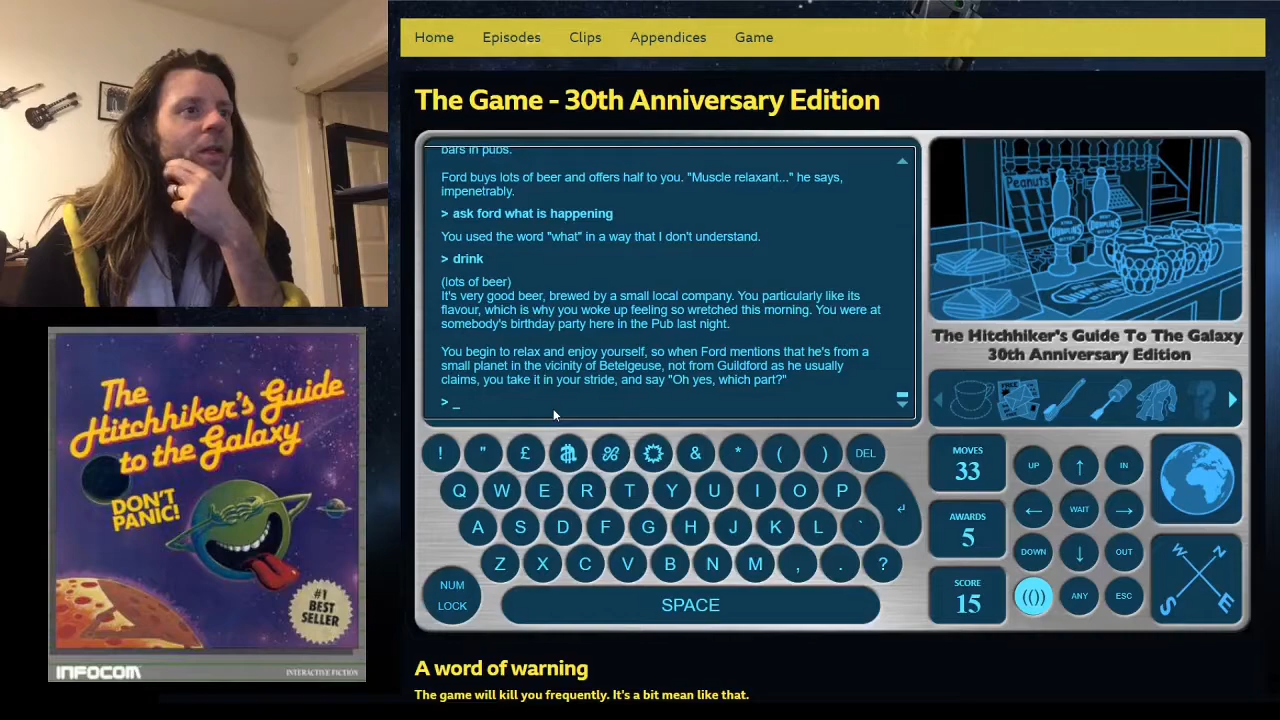 Home Episodes Clips Appendices Game
The Game - 30th Anniversary Edition
bars in pubs.
Ford buys lots of beer and offers half to you. "Muscle relaxant..." he says,
impenetrably.
> ask ford what is happening
You used the word "what" in a way that I don't understand.
> drink
(lots of beer)
It's very good beer, brewed by a small local company. You particularly like its
flavour, which is why you woke up feeling so wretched this morning. You were at
somebody's birthday party here in the Pub last night.
You begin to relax and enjoy yourself, so when Ford mentions that he's from a
small planet in the vicinity of Betelgeuse, not from Guildford as he usually
claims, you take it in your stride, and say "Oh yes, which part?"
> _
Peanuts
The Hitchhiker's Guide To The Galaxy
30th Anniversary Edition
FREE
?
! " £ & * ( ) DEL
Q W E R T Y U I O P
A S D F G H J K L `
Z X C V B N M , . ?
NUM
LOCK
SPACE
MOVES
33
AWARDS
5
SCORE
15
UP ↑ IN
← WAIT →
DOWN ↓ OUT
(()) ANY ESC
W N
S E
A word of warning
The game will kill you frequently. It's a bit mean like that.
The
Hitchhiker's Guide
to the Galaxy
DON'T
PANIC!
#1
BEST
SELLER
INFOCOM
INTERACTIVE FICTION